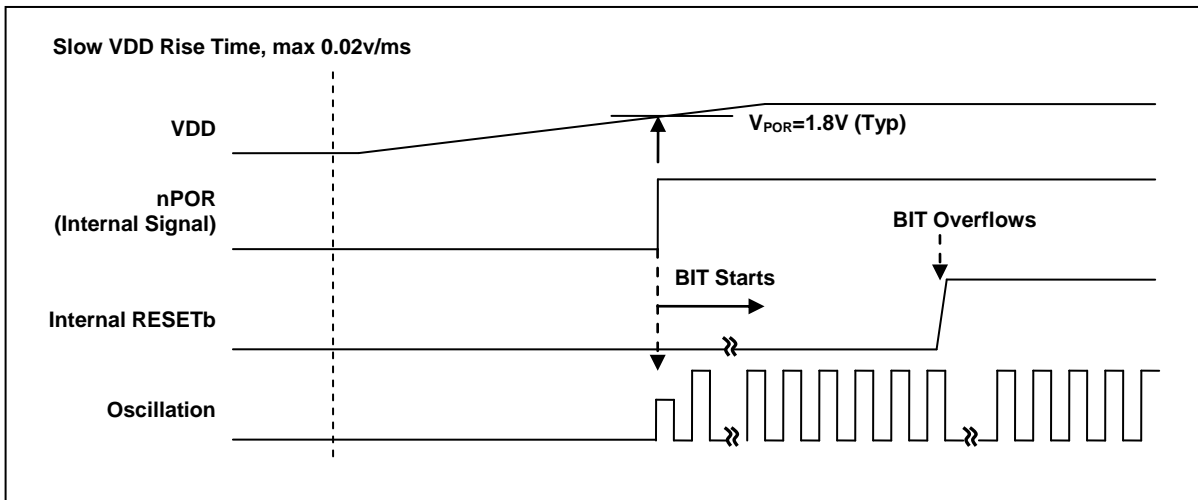 Slow VDD Rise Time, max 0.02v/ms
VDD
VPOR=1.8V (Typ)
nPOR
(Internal Signal)
BIT Overflows
BIT Starts
Internal RESETb
Oscillation